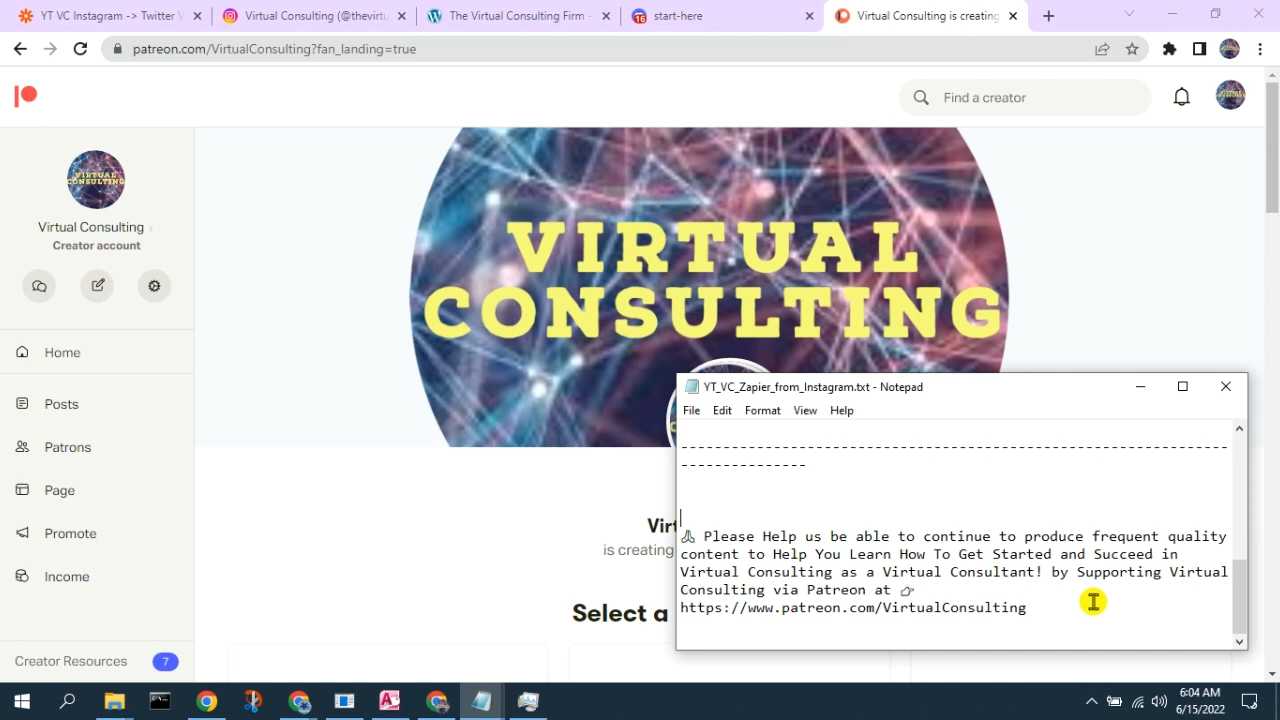 YT VC Instagram -> Twitter V
Virtual Consulting (@thevirtu
The Virtual Consulting Firm -
16
start-here
Virtual Consulting is creating
patreon.com/VirtualConsulting?fan_landing=true
Find a creator
VIRTUAL
CONSULTING
Virtual Consulting
Creator account
Home
Posts
Patrons
Page
Promote
Income
Creator Resources
7
VIRTUAL
CONSULTING
Virt
is creating
Select a
YT_VC_Zapier_from_Instagram.txt - Notepad
File Edit Format View Help
--------------------------------------------------------------------
---------------
🙏 Please Help us be able to continue to produce frequent quality
content to Help You Learn How To Get Started and Succeed in
Virtual Consulting as a Virtual Consultant! by Supporting Virtual
Consulting via Patreon at 👉
https://www.patreon.com/VirtualConsulting
6:04 AM
6/15/2022